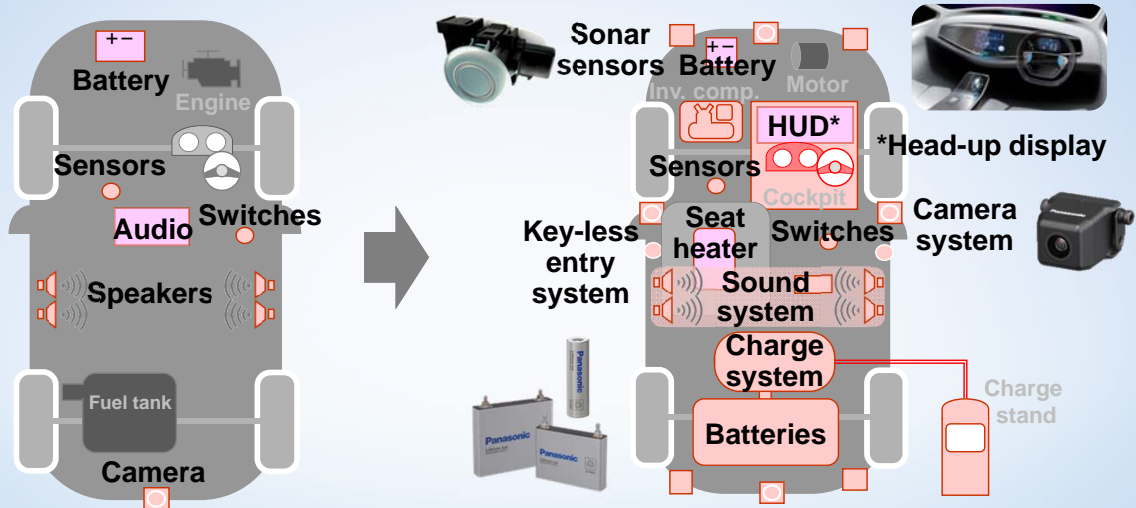 + −
Battery
Engine
Sensors
Audio
Switches
Speakers
Fuel tank
Camera
Sonar
sensors
+ −
Battery
Inv. comp.
Motor
HUD*
*Head-up display
Sensors
Cockpit
Camera
system
Seat
heater
Switches
Key-less
entry
system
Sound
system
Charge
system
Charge
stand
Batteries
Panasonic
Panasonic
Panasonic
Panasonic